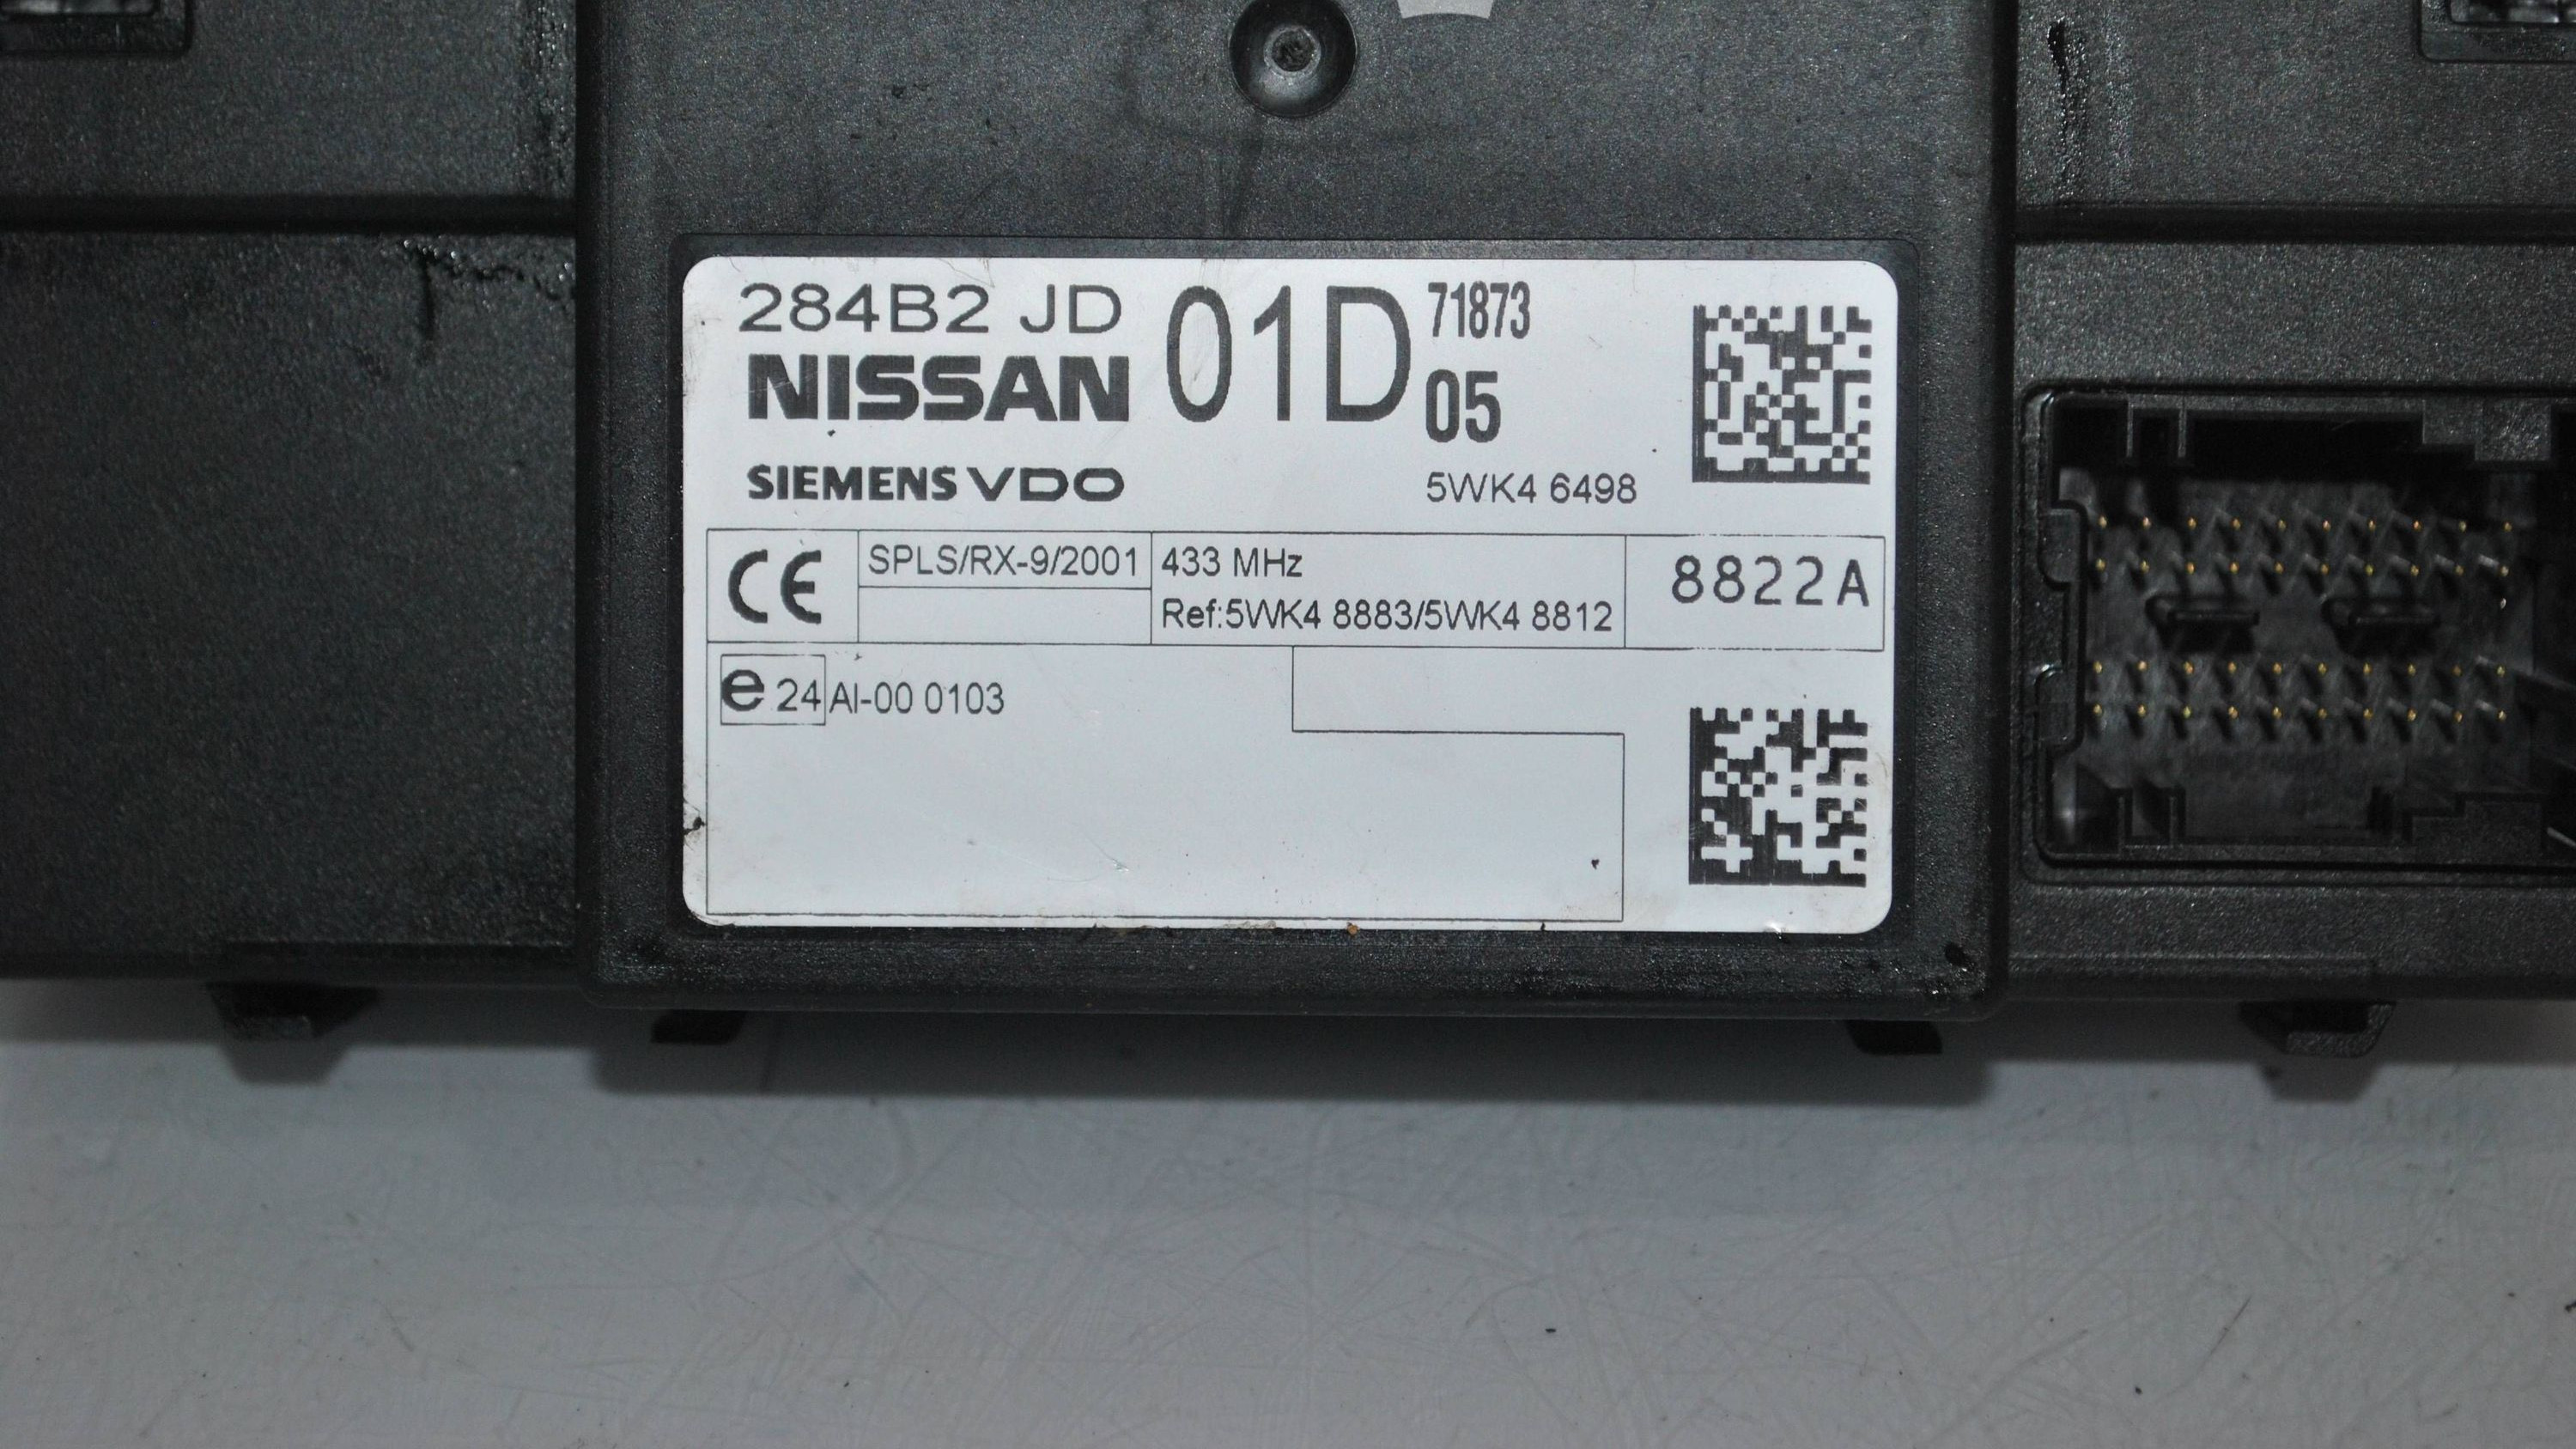 284B2 JD 01D 71873
NISSAN 05
SIEMENS VDO 5WK4 6498
CE SPLS/RX-9/2001 433 MHz 8822A
Ref:5WK4 8883/5WK4 8812
e 24 AI-00 0103